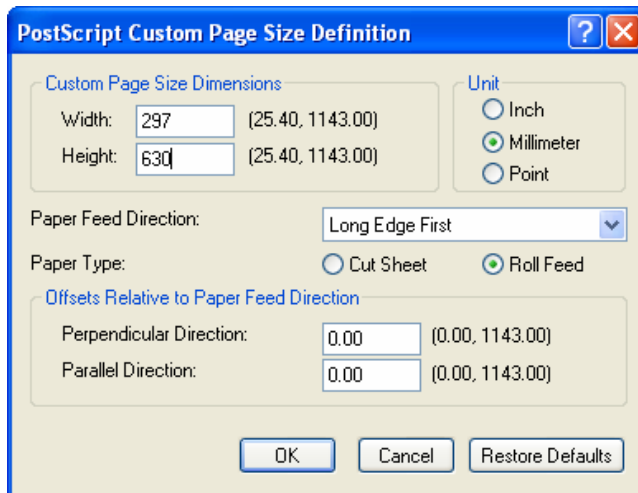 PostScript Custom Page Size Definition
Custom Page Size Dimensions
Width: 297 (25.40, 1143.00)
Height: 630 (25.40, 1143.00)
Unit
Inch
Millimeter
Point
Paper Feed Direction: Long Edge First
Paper Type: Cut Sheet Roll Feed
Offsets Relative to Paper Feed Direction
Perpendicular Direction: 0.00 (0.00, 1143.00)
Parallel Direction: 0.00 (0.00, 1143.00)
OK Cancel Restore Defaults